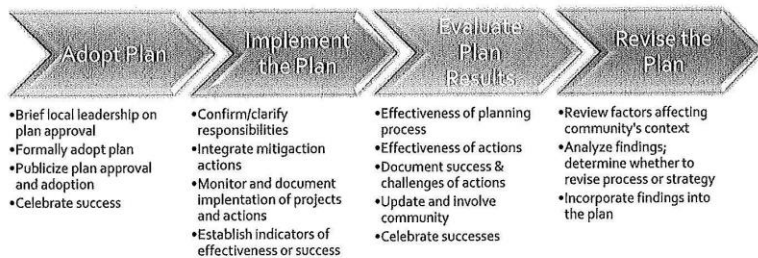 Adopt Plan
•Brief local leadership on
plan approval
•Formally adopt plan
•Publicize plan approval
and adoption
•Celebrate success
Implement
the Plan
•Confirm/clarify
responsibilities
•Integrate mitigaction
actions
•Monitor and document
implentation of projects
and actions
•Establish indicators of
effectiveness or success
Evaluate
Plan
Results
•Effectiveness of planning
process
•Effectiveness of actions
•Document success &
challenges of actions
•Update and involve
community
•Celebrate successes
Revise the
Plan
•Review factors affecting
community's context
•Analyze findings;
determine whether to
revise process or strategy
•Incorporate findings into
the plan